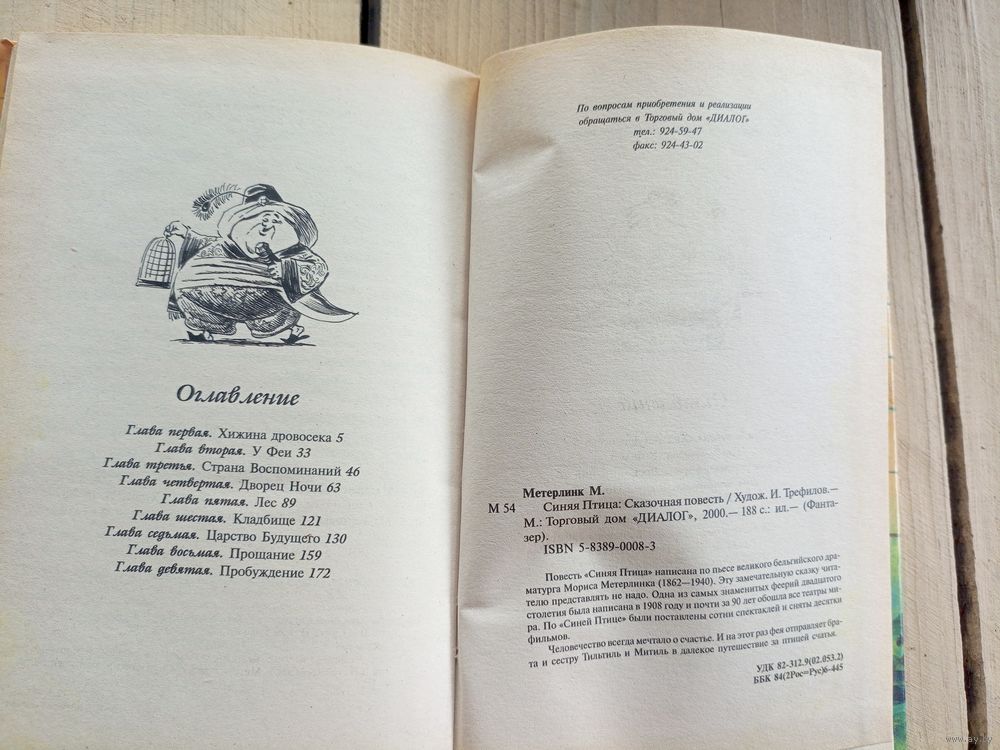 Оглавление
Глава первая. Хижина дровосека 5
Глава вторая. У Феи 33
Глава третья. Страна Воспоминаний 46
Глава четвертая. Дворец Ночи 63
Глава пятая. Лес 89
Глава шестая. Кладбище 121
Глава седьмая. Царство Будущего 130
Глава восьмая. Прощание 159
Глава девятая. Пробуждение 172
По вопросам приобретения и реализации
обращаться в Торговый дом «ДИАЛОГ»
тел.: 924-59-47
факс: 924-43-02
Метерлинк М.
М 54 Синяя Птица: Сказочная повесть / Худож. И. Трефилов.—
М.: Торговый дом «ДИАЛОГ», 2000.— 188 с.: ил.— (Фанта-
зер).
ISBN 5-8389-0008-3
Повесть «Синяя Птица» написана по пьесе великого бельгийского дра-
матурга Мориса Метерлинка (1862—1940). Эту замечательную сказку чита-
телю представлять не надо. Одна из самых знаменитых феерий двадцатого
столетия была написана в 1908 году и почти за 90 лет обошла все театры ми-
ра. По «Синей Птице» были поставлены сотни спектаклей и сняты десятки
фильмов.
Человечество всегда мечтало о счастье. И на этот раз фея отправляет бра-
та и сестру Тильтиль и Митиль в далекое путешествие за птицей счатья.
УДК 82-312.9(02.053.2)
ББК 84(2Рос=Рус)6-445
www.ay.by